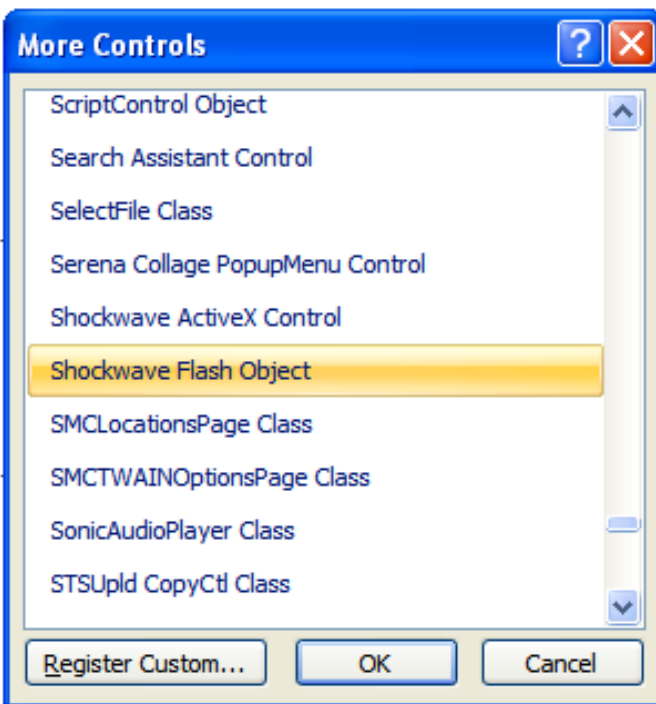 More Controls
ScriptControl Object
Search Assistant Control
SelectFile Class
Serena Collage PopupMenu Control
Shockwave ActiveX Control
Shockwave Flash Object
SMCLocationsPage Class
SMCTWAINOptionsPage Class
SonicAudioPlayer Class
STSUpld CopyCtl Class
Register Custom... OK Cancel